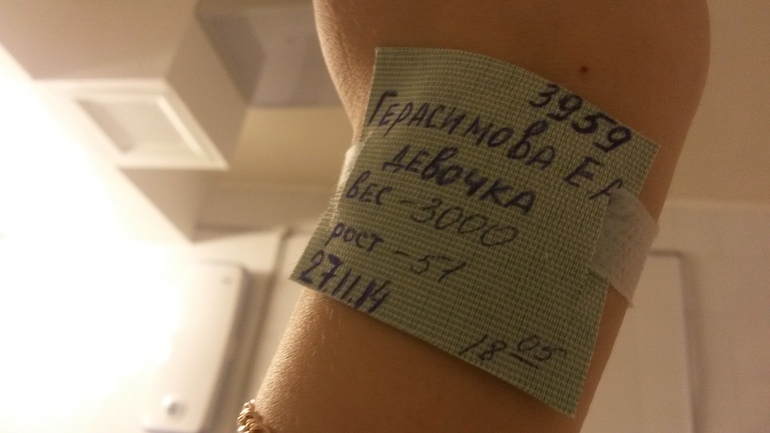 3959
ГЕРАСИМОВА Е
ДЕВОЧКА
ВЕС -3000
РОСТ -51
27.11.14
18 05